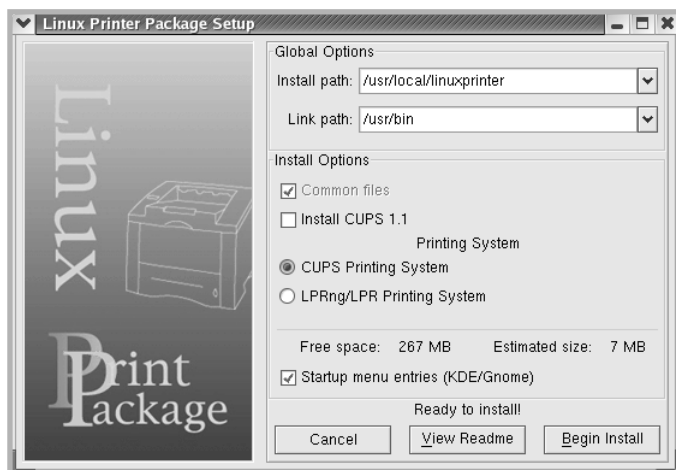 Linux Printer Package Setup
Linux
Print
Package
Global Options
Install path: /usr/local/linuxprinter
Link path: /usr/bin
Install Options
Common files
Install CUPS 1.1
Printing System
CUPS Printing System
LPRng/LPR Printing System
Free space: 267 MB Estimated size: 7 MB
Startup menu entries (KDE/Gnome)
Ready to install!
Cancel View Readme Begin Install